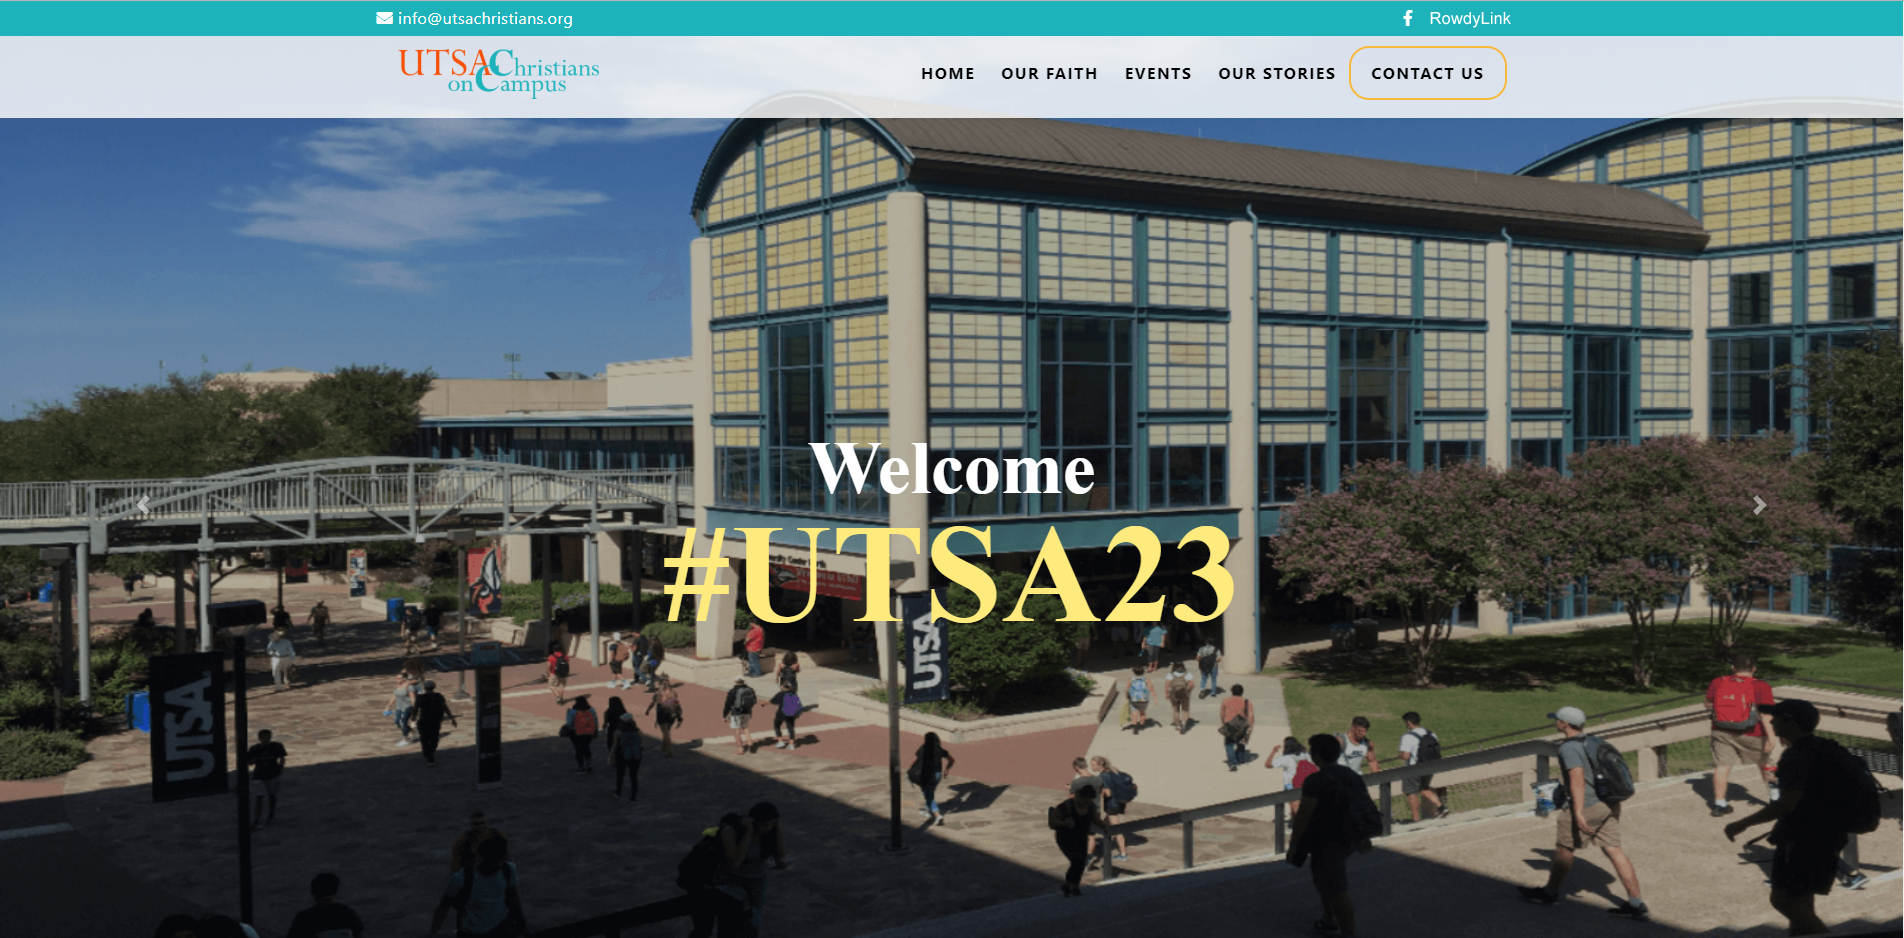 info@utsachristians.org
RowdyLink
UTSA Christians
on Campus
HOME
OUR FAITH
EVENTS
OUR STORIES
CONTACT US
Welcome
#UTSA23
UTSA
UTSA